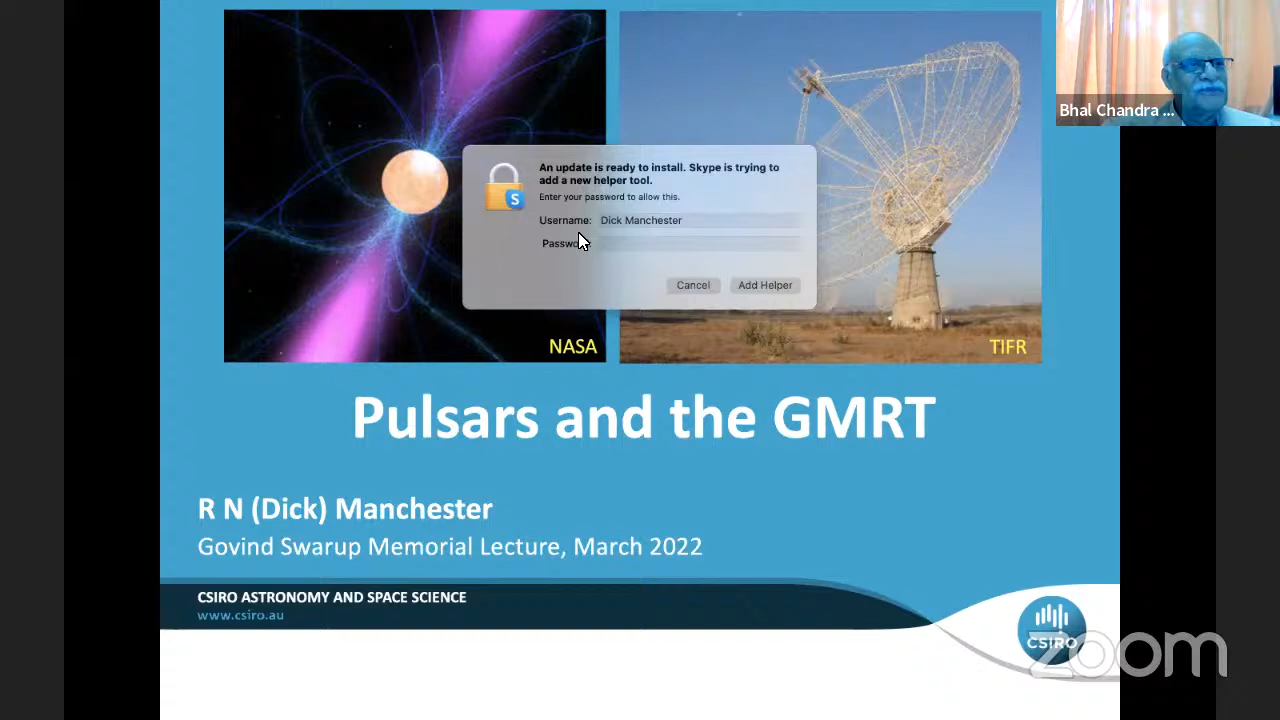 Bhal Chandra ...
An update is ready to install. Skype is trying to
add a new helper tool.
Enter your password to allow this.
Username: Dick Manchester
Cancel
Add Helper
NASA
TIFR
Pulsars and the GMRT
R N (Dick) Manchester
Govind Swarup Memorial Lecture, March 2022
CSIRO ASTRONOMY AND SPACE SCIENCE
www.csiro.au
CSIRO
zoom